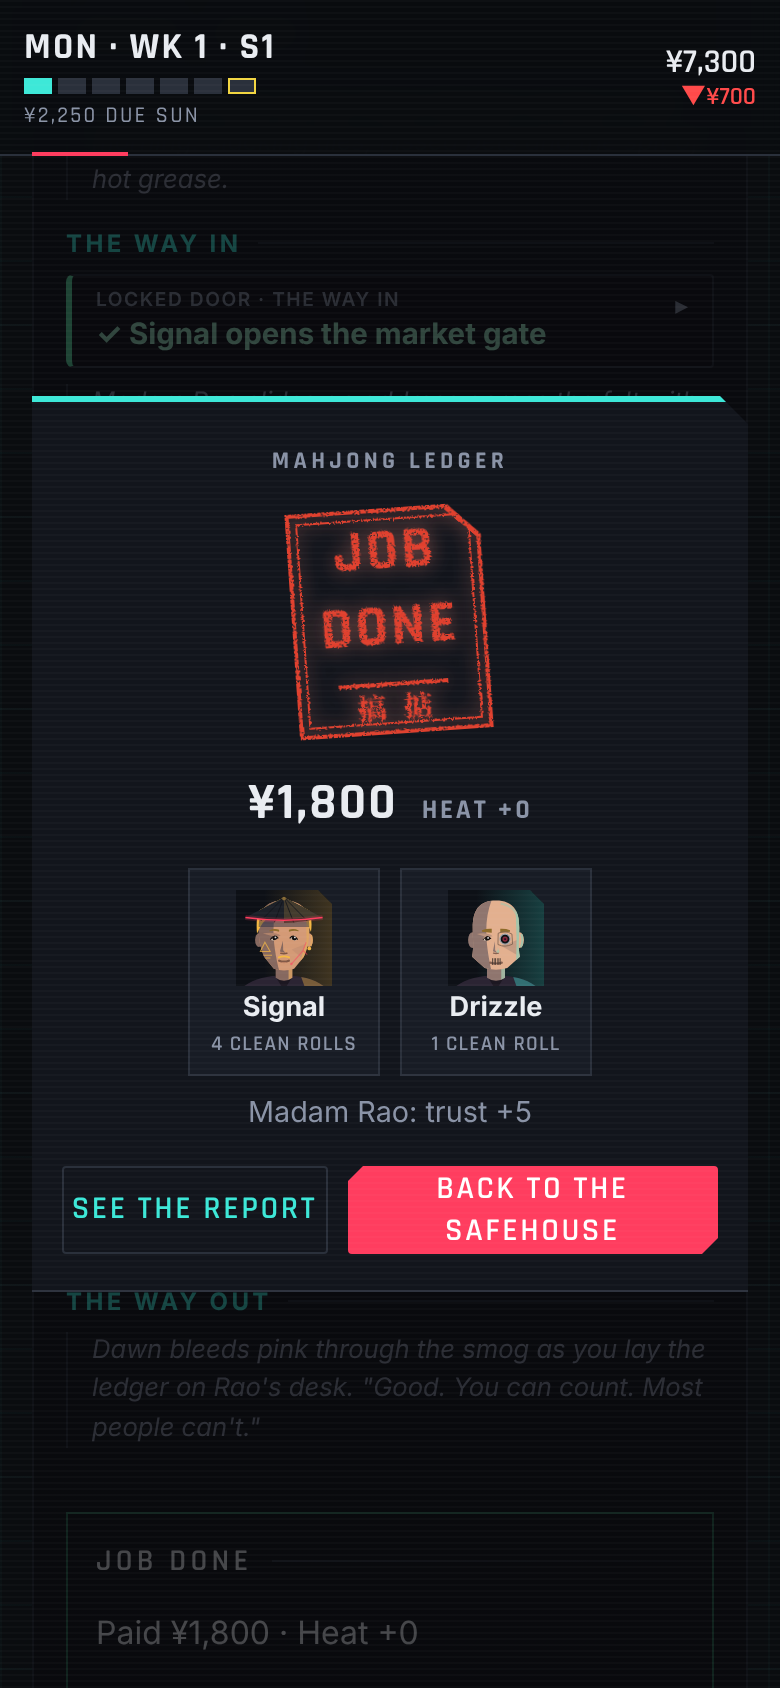 MON · WK 1 · S1
¥7,300
▼¥700
¥2,250 DUE SUN
hot grease.
THE WAY IN
LOCKED DOOR · THE WAY IN
✓ Signal opens the market gate
MAHJONG LEDGER
JOB
DONE
搞掂
¥1,800 HEAT +0
Signal
4 CLEAN ROLLS
Drizzle
1 CLEAN ROLL
Madam Rao: trust +5
SEE THE REPORT
BACK TO THE
SAFEHOUSE
THE WAY OUT
Dawn bleeds pink through the smog as you lay the
ledger on Rao's desk. "Good. You can count. Most
people can't."
JOB DONE
Paid ¥1,800 · Heat +0